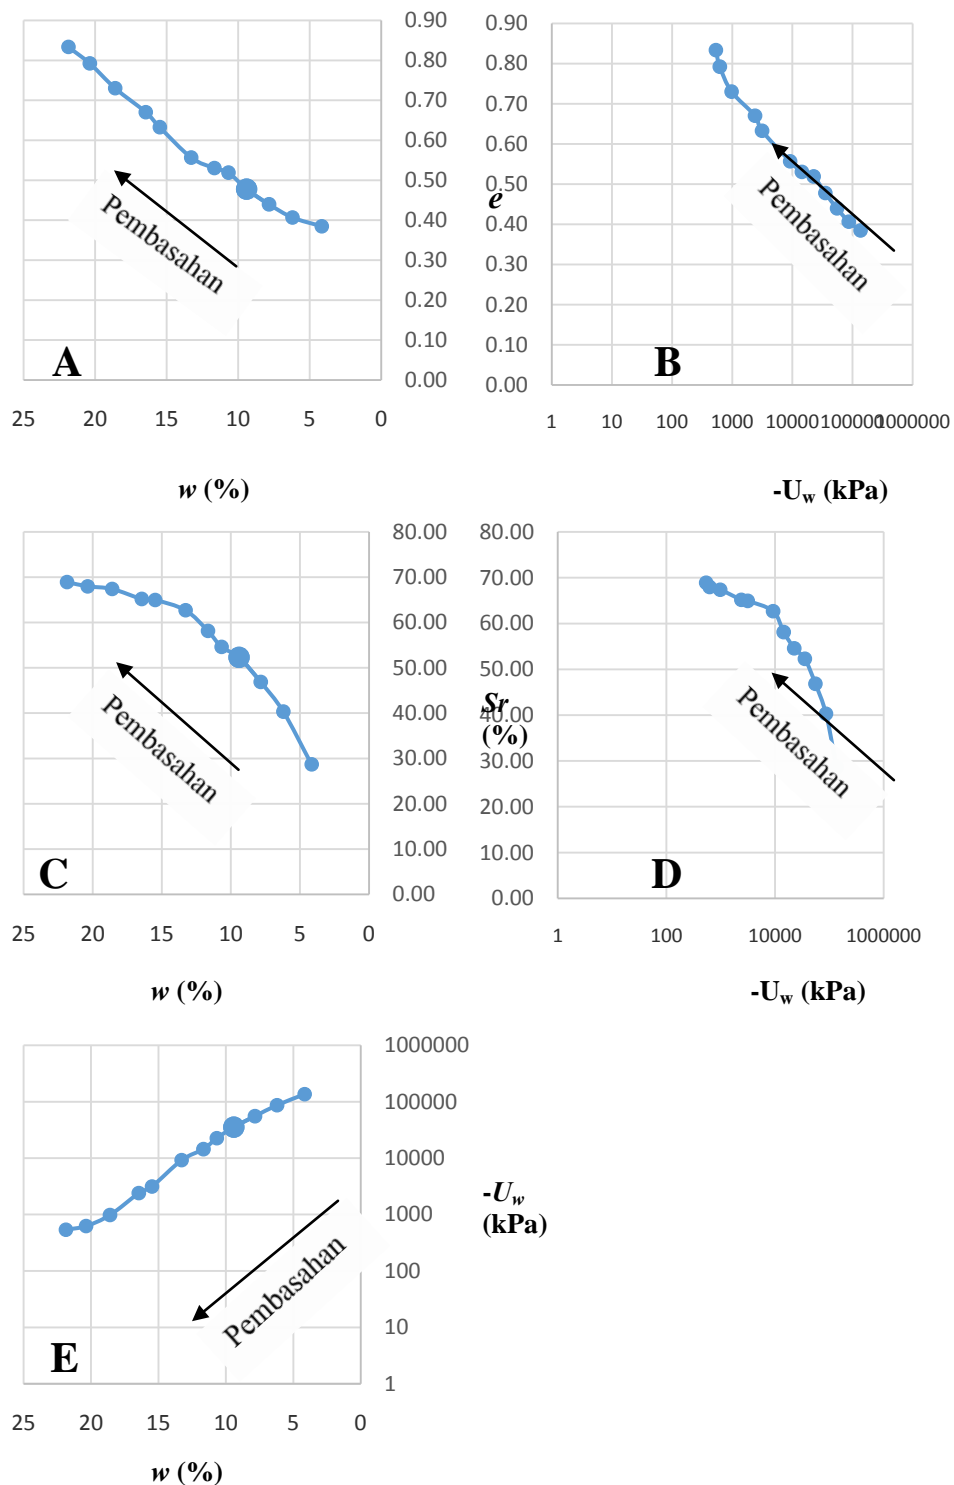 0.90
0.80
0.70
0.60
0.50
0.40
0.30
0.20
0.10
0.00
25 20 15 10 5 0
w (%)
Pembasahan
A
e
0.90
0.80
0.70
0.60
0.50
0.40
0.30
0.20
0.10
0.00
1 10 100 1000 10000 100000 1000000
-Uw (kPa)
Pembasahan
B
80.00
70.00
60.00
50.00
40.00
30.00
20.00
10.00
0.00
25 20 15 10 5 0
w (%)
Pembasahan
C
Sr
(%)
80.00
70.00
60.00
50.00
40.00
30.00
20.00
10.00
0.00
1 100 10000 1000000
-Uw (kPa)
Pembasahan
D
1000000
100000
10000
1000
100
10
1
-Uw
(kPa)
25 20 15 10 5 0
w (%)
Pembasahan
E